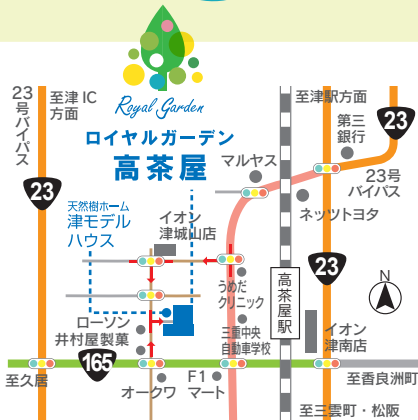 Royal Garden
ロイヤルガーデン
高茶屋
23
号
バイパス
至津IC
方面
至津駅方面
第三
銀行
23
マルヤス
23号
バイパス
23
天然樹ホーム
津モデル
ハウス
イオン
津城山店
ネッツトヨタ
23
N
うめだ
クリニック
高茶屋駅
ローソン
井村屋製菓
三重中央
自動車学校
イオン
津南店
165
至久居
オークワ
F1
マート
至香良洲町
至三雲町・松阪